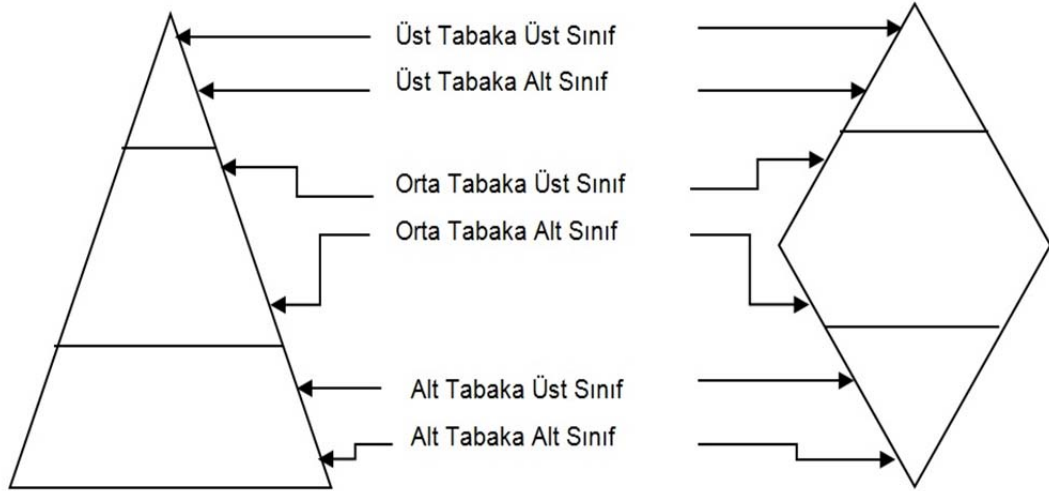 Üst Tabaka Üst Sınıf
Üst Tabaka Alt Sınıf
Orta Tabaka Üst Sınıf
Orta Tabaka Alt Sınıf
Alt Tabaka Üst Sınıf
Alt Tabaka Alt Sınıf